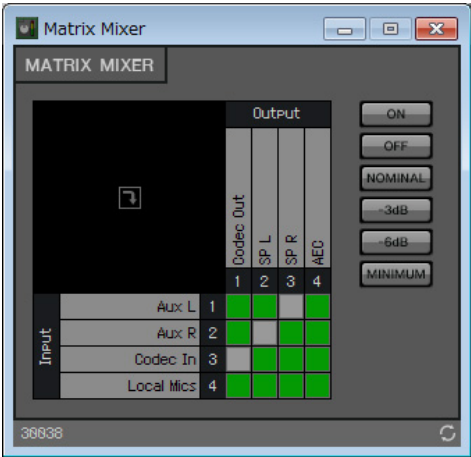 Matrix Mixer
MATRIX MIXER
Output
Codec Out
SP L
SP R
AEC
1 2 3 4
Input
Aux L 1
Aux R 2
Codec In 3
Local Mics 4
ON
OFF
NOMINAL
-3dB
-6dB
MINIMUM
30038